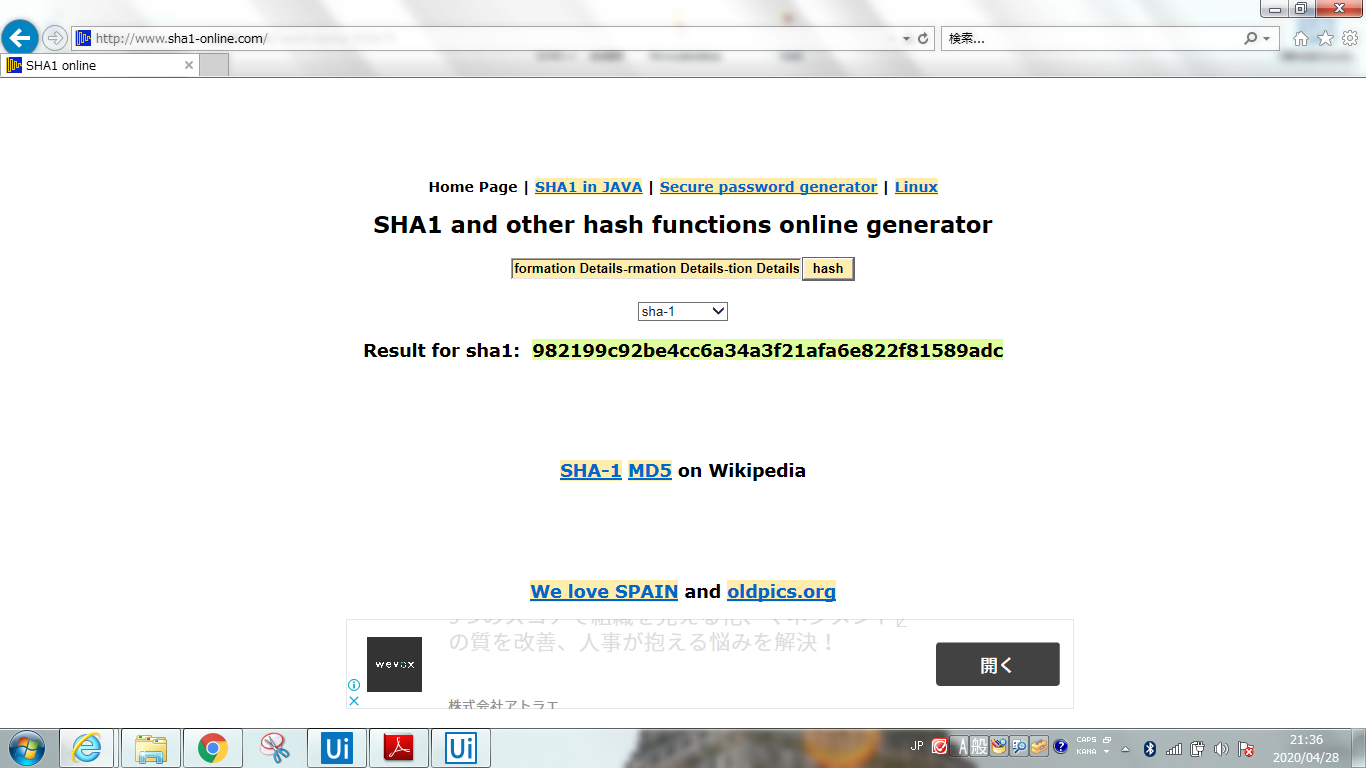 http://www.sha1-online.com/
検索...
SHA1 online
Home Page | SHA1 in JAVA | Secure password generator | Linux
SHA1 and other hash functions online generator
formation Details-rmation Details-tion Details hash
sha-1
Result for sha1: 982199c92be4cc6a34a3f21afa6e822f81589adc
SHA-1 MD5 on Wikipedia
We love SPAIN and oldpics.org
の質を改善、人事が抱える悩みを解決！
wevox
開く
株式会社アトラエ
Ui
Ui
JP
A 般
CAPS
KANA
21:36
2020/04/28